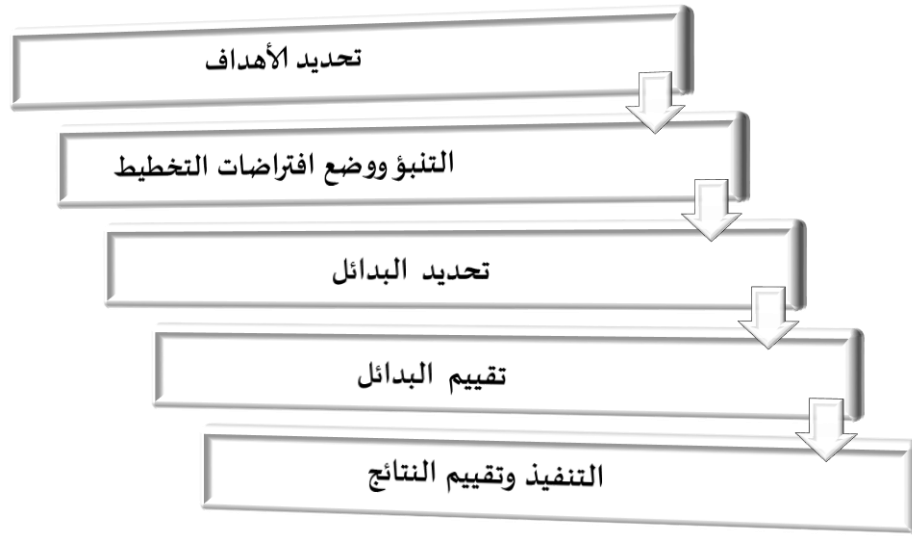 تحديد الأهداف
التنبؤ ووضع افتراضات التخطيط
تحديد البدائل
تقييم البدائل
التنفيذ وتقييم النتائج